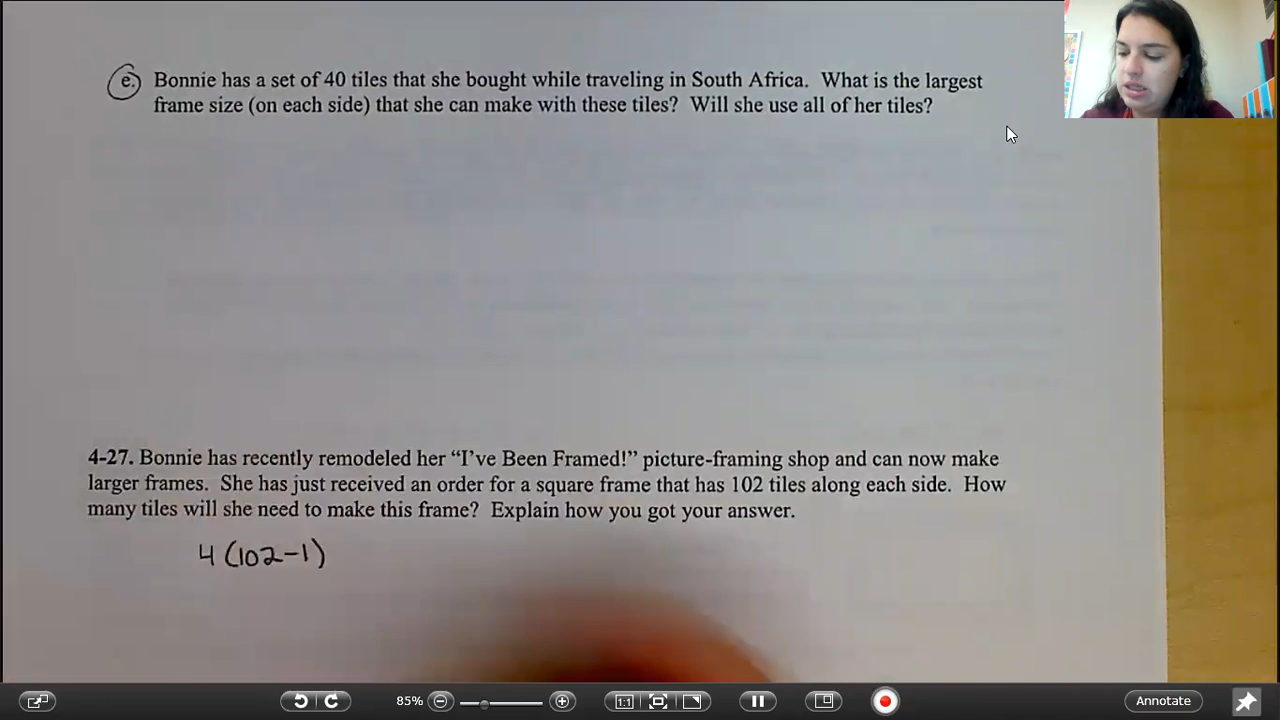 e. Bonnie has a set of 40 tiles that she bought while traveling in South Africa. What is the largest
frame size (on each side) that she can make with these tiles? Will she use all of her tiles?
4-27. Bonnie has recently remodeled her “I’ve Been Framed!” picture-framing shop and can now make
larger frames. She has just received an order for a square frame that has 102 tiles along each side. How
many tiles will she need to make this frame? Explain how you got your answer.
4 (102-1)
85%
1:1
Annotate